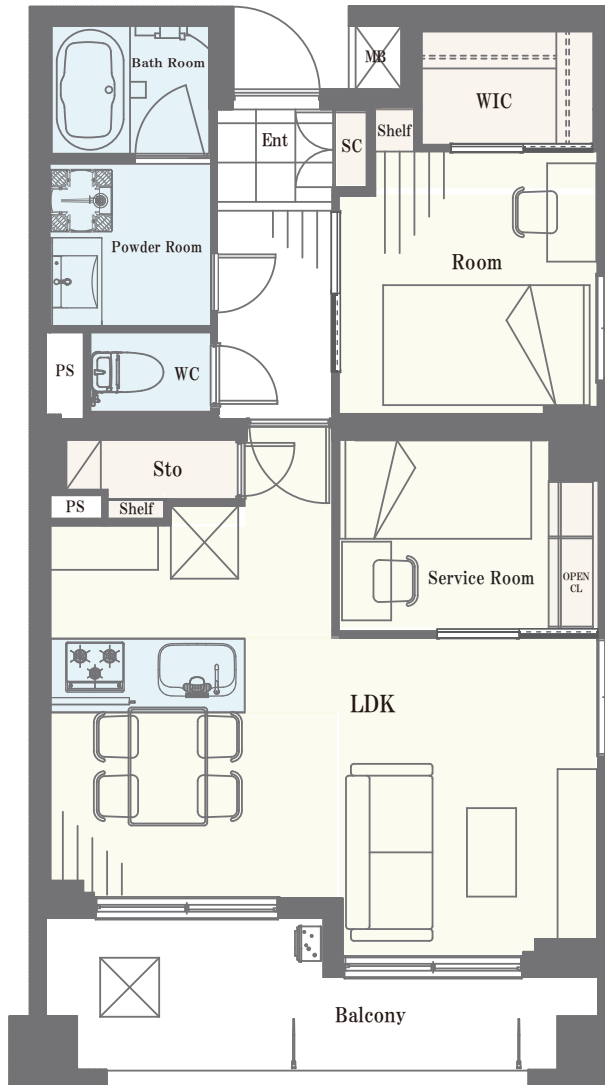 Bath Room
MB
WIC
Ent
SC
Shelf
Powder Room
Room
PS
WC
Sto
PS
Shelf
Service Room
OPEN
CL
LDK
Balcony